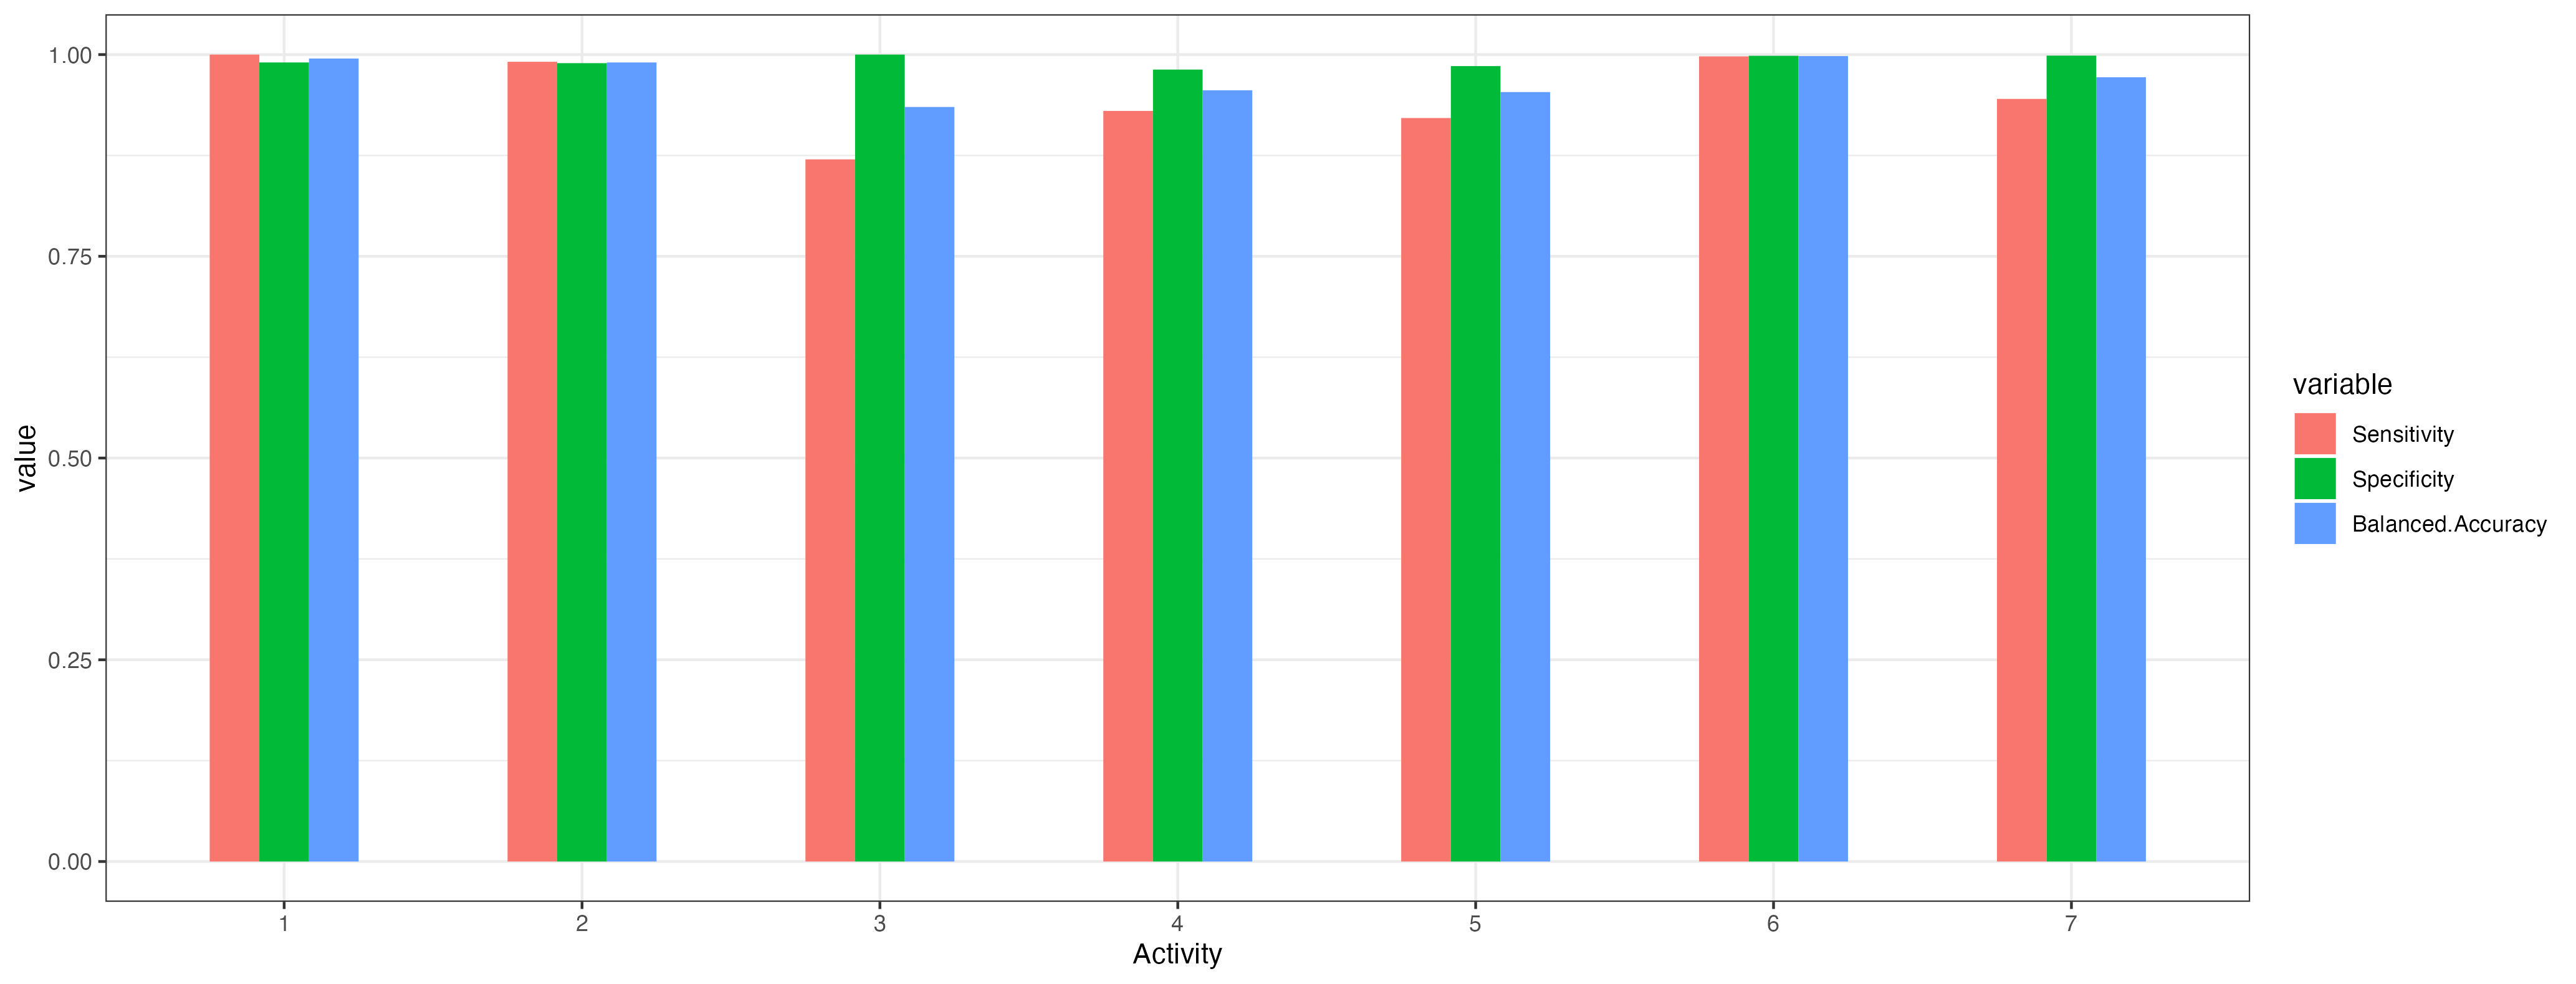 1.00
0.75
0.50
0.25
0.00
value
1 2 3 4 5 6 7
Activity
variable
Sensitivity
Specificity
Balanced.Accuracy